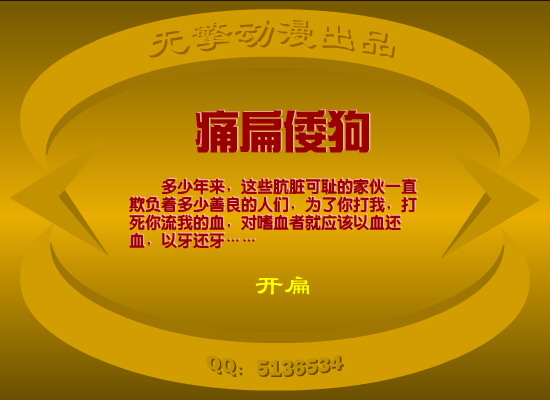 无擎动漫出品
痛扁倭狗
多少年来，这些肮脏可耻的家伙一直
欺负着多少善良的人们，为了你打我，打
死你流我的血，对嗜血者就应该以血还
血，以牙还牙……
开扁
QQ：5136534